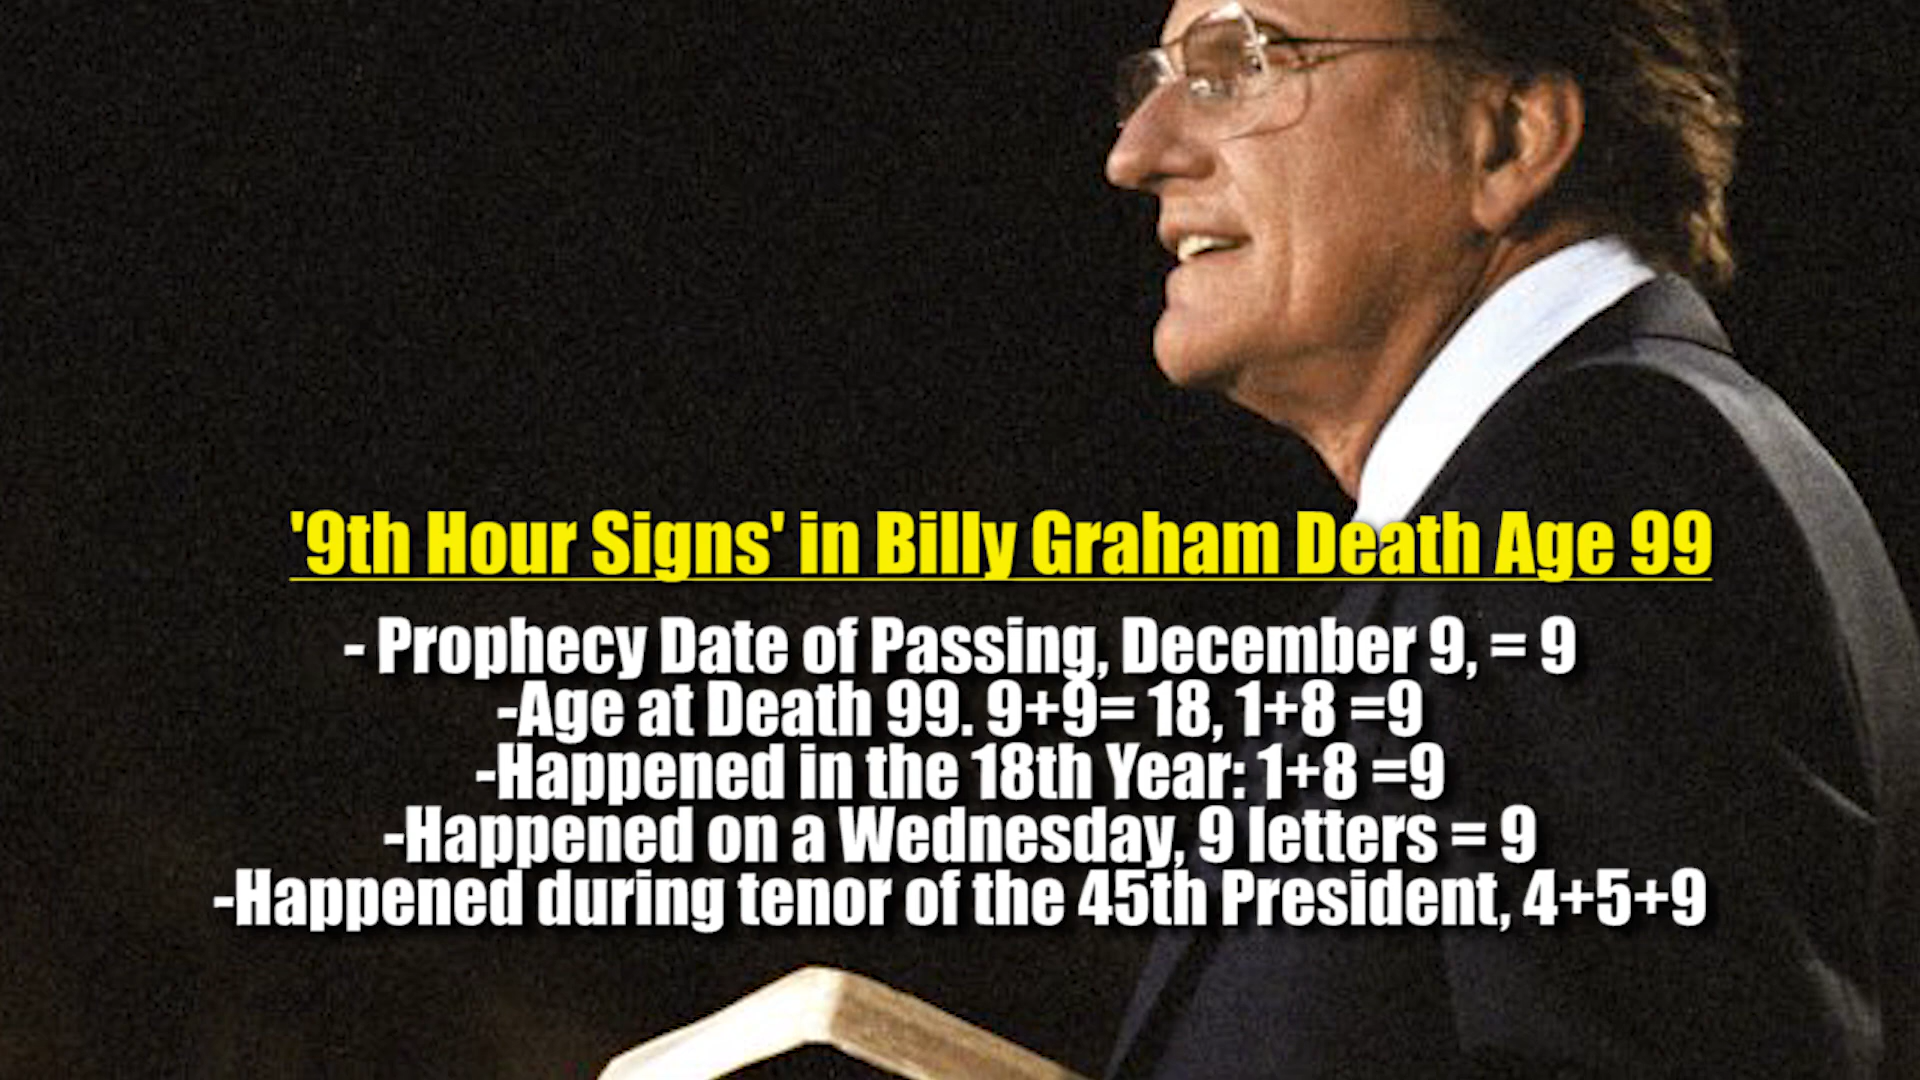 '9th Hour Signs' in Billy Graham Death Age 99
- Prophecy Date of Passing, December 9, = 9
-Age at Death 99. 9+9= 18, 1+8 =9
-Happened in the 18th Year: 1+8 =9
-Happened on a Wednesday, 9 letters = 9
-Happened during tenor of the 45th President, 4+5+9